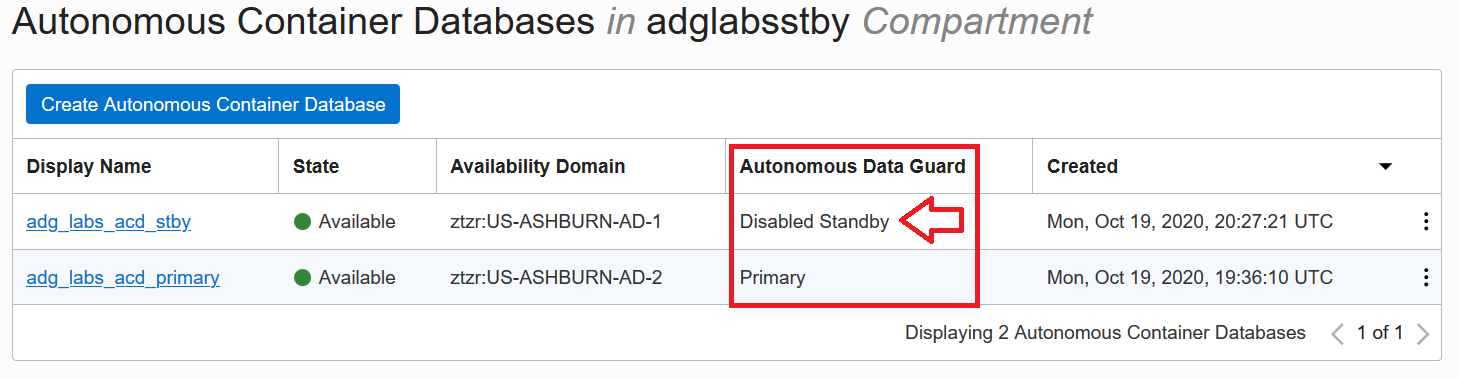 Autonomous Container Databases in adglabsstby Compartment
Create Autonomous Container Database
Display Name State Availability Domain Autonomous Data Guard Created
adg_labs_acd_stby Available ztzr:US-ASHBURN-AD-1 Disabled Standby Mon, Oct 19, 2020, 20:27:21 UTC
adg_labs_acd_primary Available ztzr:US-ASHBURN-AD-2 Primary Mon, Oct 19, 2020, 19:36:10 UTC
Displaying 2 Autonomous Container Databases 1 of 1